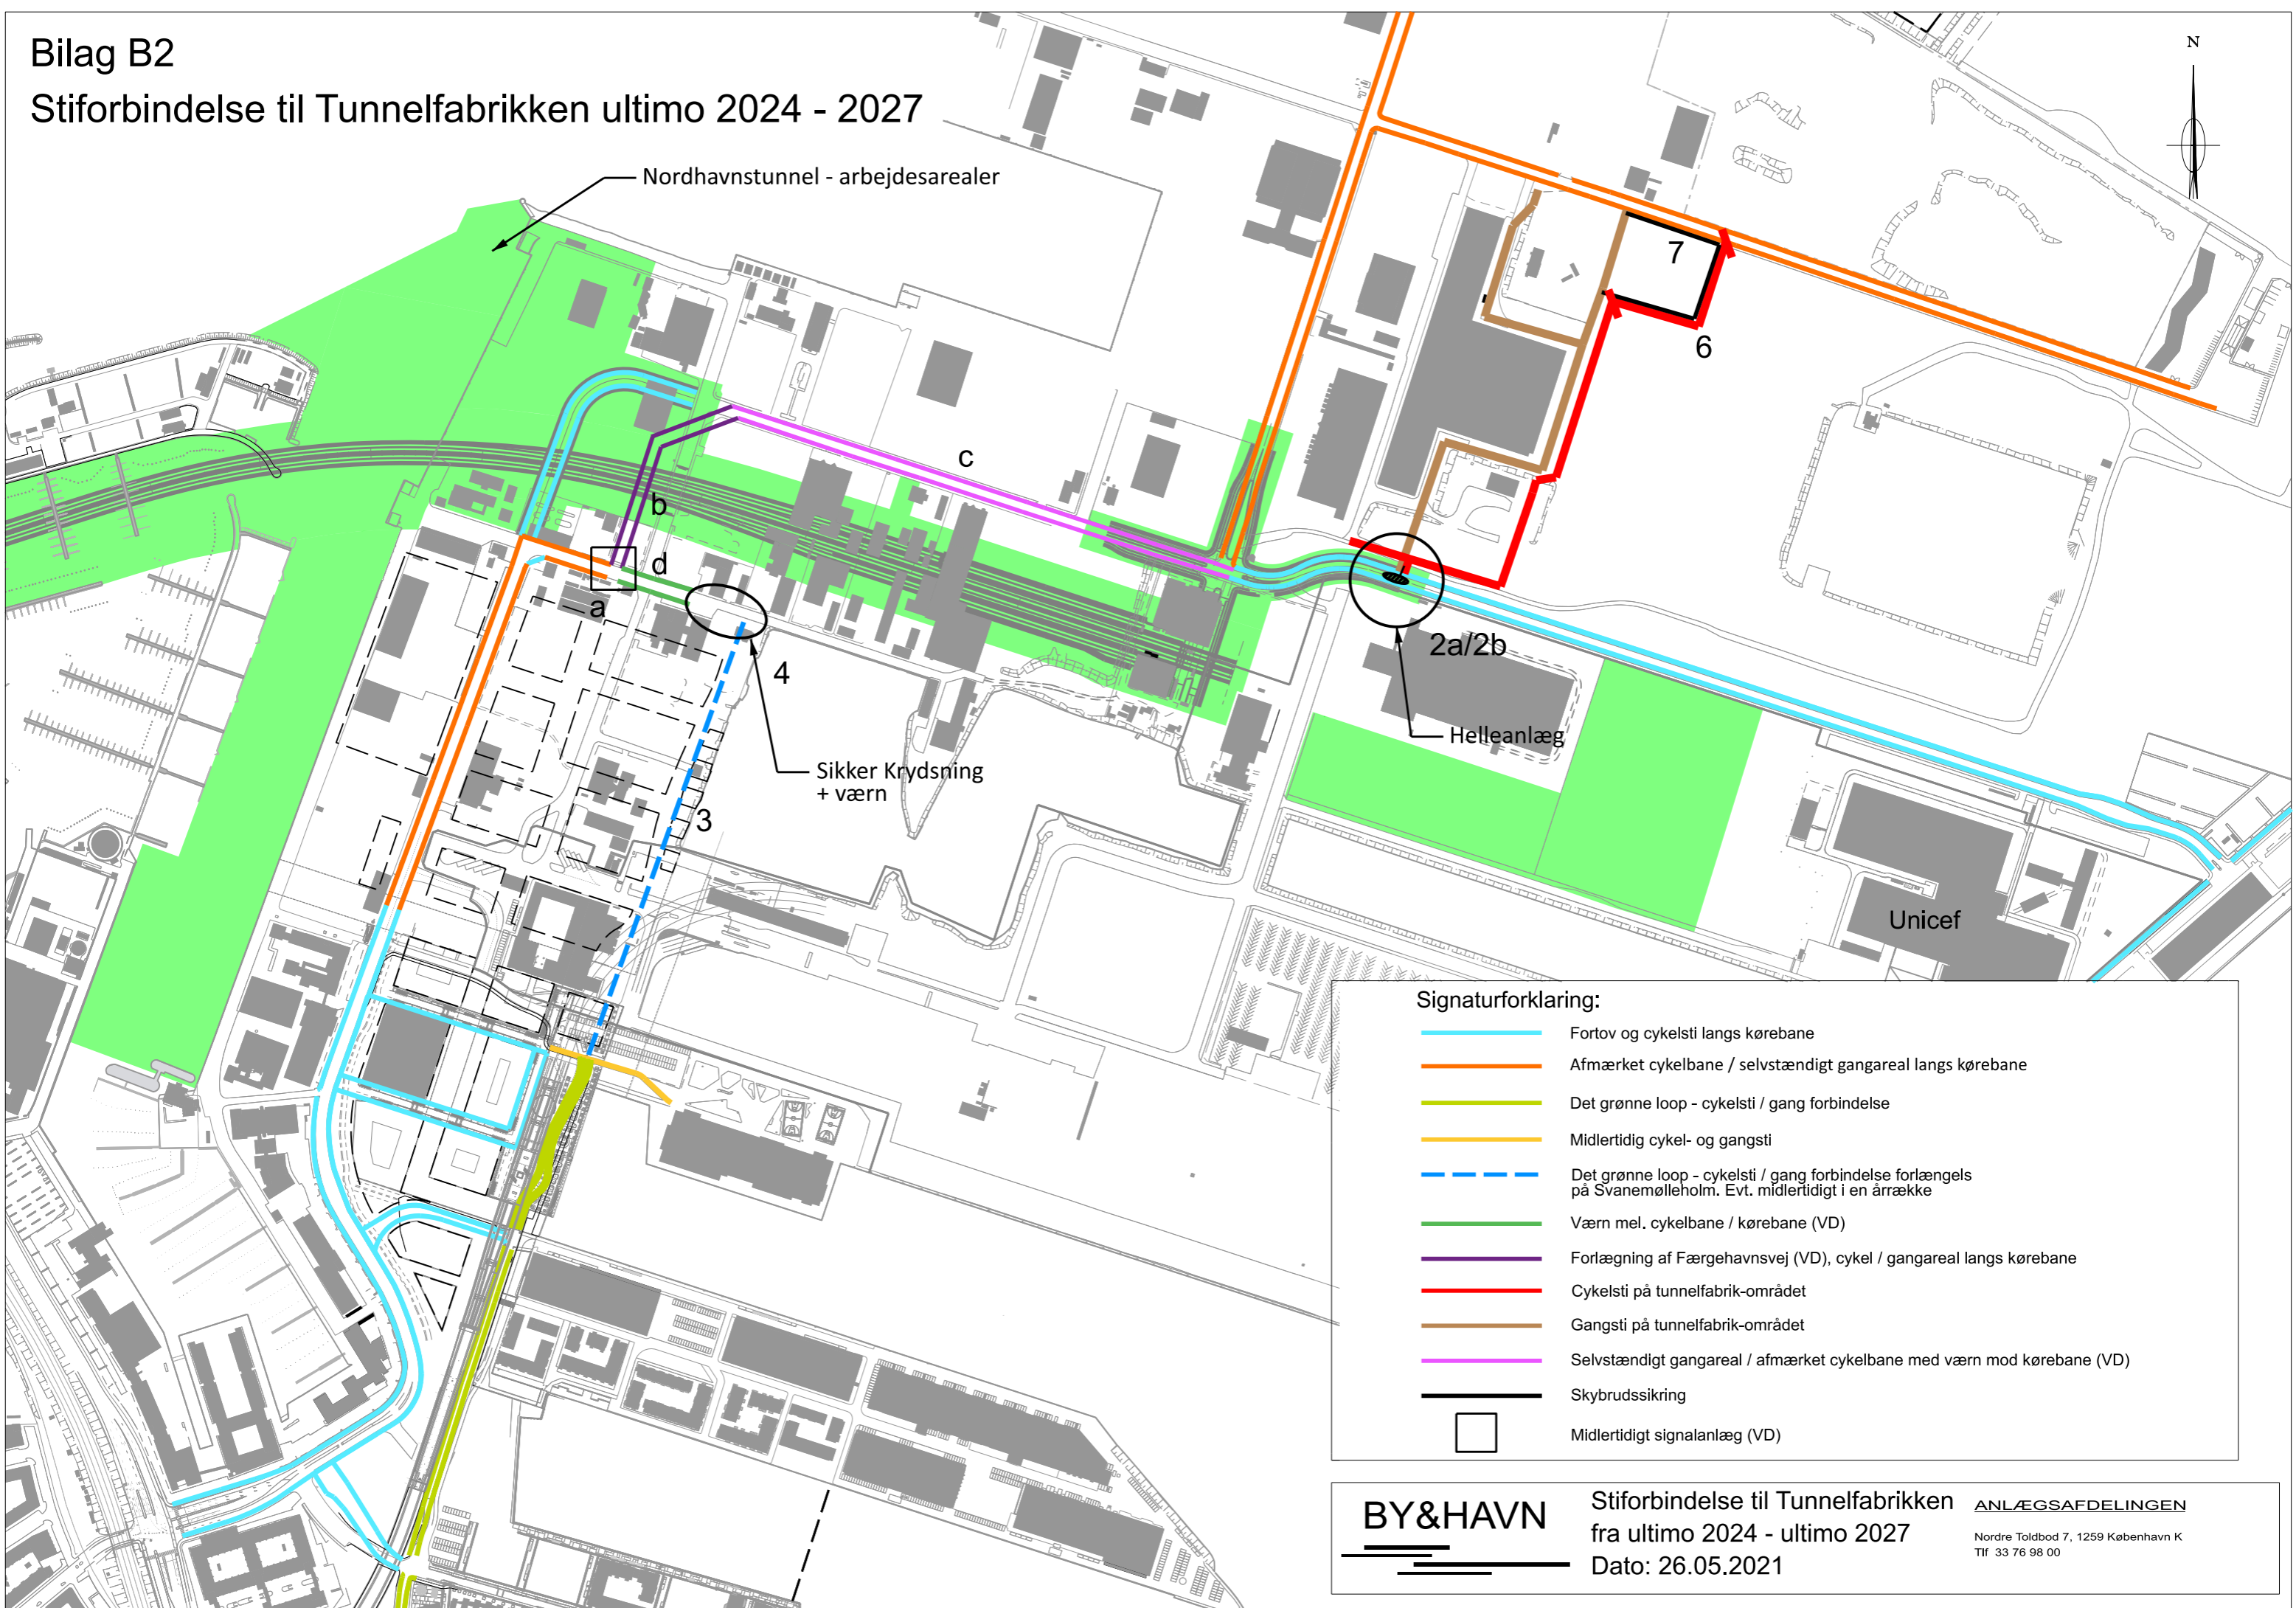 Bilag B2
Stiforbindelse til Tunnelfabrikken ultimo 2024 - 2027
N
Nordhavnstunnel - arbejdesarealer
7
6
c
b
d
a
4
2a/2b
Helleanlæg
Sikker Krydsning
+ værn
3
Unicef
Signaturforklaring:
Fortov og cykelsti langs kørebane
Afmærket cykelbane / selvstændigt gangareal langs kørebane
Det grønne loop - cykelsti / gang forbindelse
Midlertidig cykel- og gangsti
Det grønne loop - cykelsti / gang forbindelse forlængels
på Svanemølleholm. Evt. midlertidigt i en årrække
Værn mel. cykelbane / kørebane (VD)
Forlægning af Færgehavnsvej (VD), cykel / gangareal langs kørebane
Cykelsti på tunnelfabrik-området
Gangsti på tunnelfabrik-området
Selvstændigt gangareal / afmærket cykelbane med værn mod kørebane (VD)
Skybrudssikring
Midlertidigt signalanlæg (VD)
BY&HAVN
Stiforbindelse til Tunnelfabrikken
fra ultimo 2024 - ultimo 2027
Dato: 26.05.2021
ANLÆGSAFDELINGEN
Nordre Toldbod 7, 1259 København K
Tlf 33 76 98 00